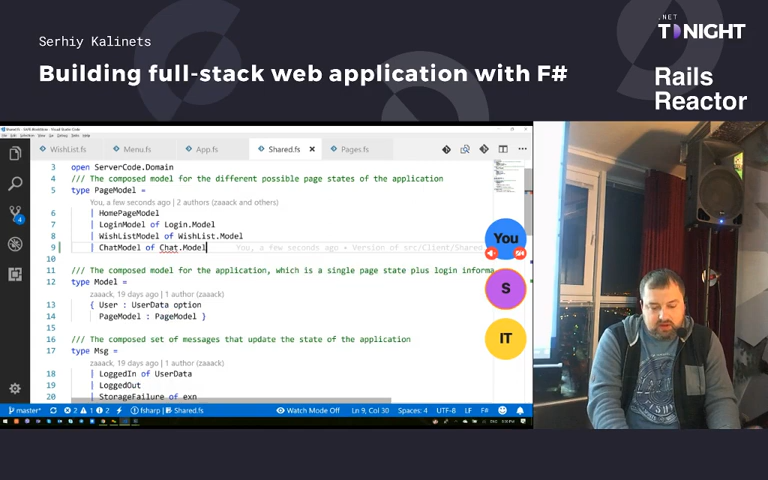 Serhiy Kalinets
Building full-stack web application with F#
.NET
TONIGHT
Rails
Reactor
WishList.fs
Menu.fs
App.fs
Shared.fs
Pages.fs
3 open ServerCode.Domain
4 /// The composed model for the different possible page states of the application
5 type PageModel =
You, a few seconds ago | 2 authors (zaaack and others)
6 | HomePageModel
7 | LoginModel of Login.Model
8 | WishListModel of WishList.Model
9 | ChatModel of Chat.Model You, a few seconds ago • Version of src/Client/Shared
10
11 /// The composed model for the application, which is a single page state plus login informa
12 type Model =
zaaack, 19 days ago | 1 author (zaaack)
13 { User : UserData option
14 PageModel : PageModel }
15
16 /// The composed set of messages that update the state of the application
17 type Msg =
zaaack, 19 days ago | 1 author (zaaack)
18 | LoggedIn of UserData
19 | LoggedOut
20 | StorageFailure of exn
You
S
IT
4
master* 2 1 2 fsharp | Shared.fs Watch Mode Off Ln 9, Col 30 Spaces: 4 UTF-8 LF F#